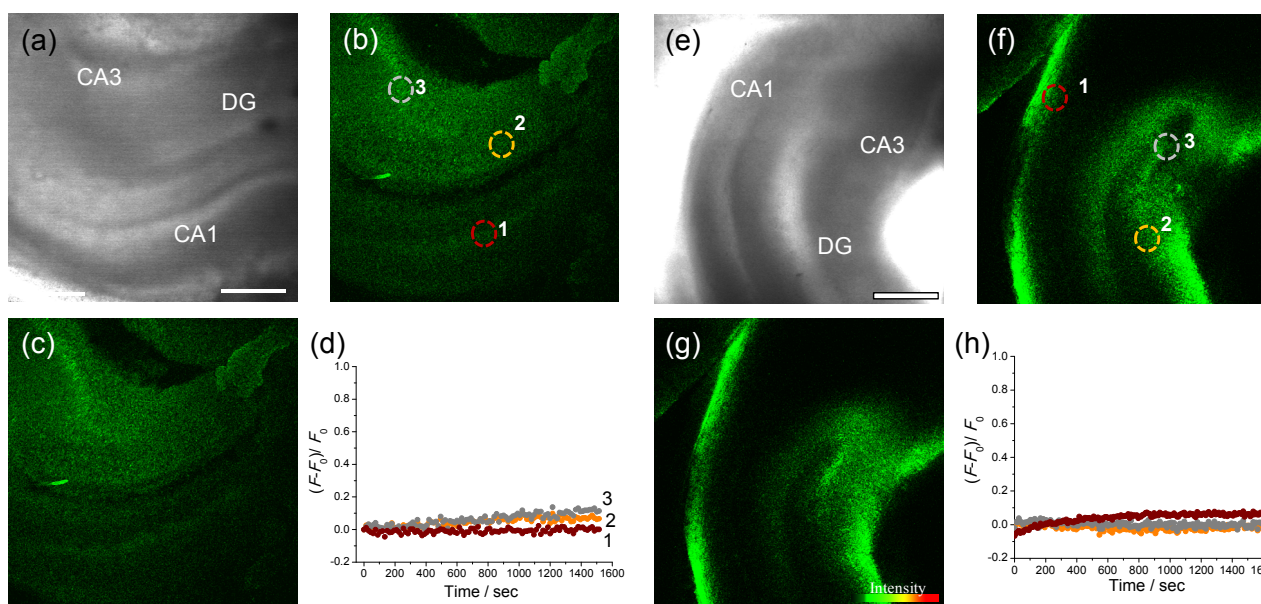 (a)
CA3
DG
CA1
(b)
3
2
1
(c)
(d)
1.0
0.8
0.6
0.4
0.2
0.0
-0.2
(F-F0)/ F0
0 200 400 600 800 1000 1200 1400 1600
Time / sec
3
2
1
(e)
CA1
CA3
DG
(f)
1
3
2
(g)
Intensity
(h)
1.0
0.8
0.6
0.4
0.2
0.0
-0.2
(F-F0)/ F0
0 200 400 600 800 1000 1200 1400
Time / sec